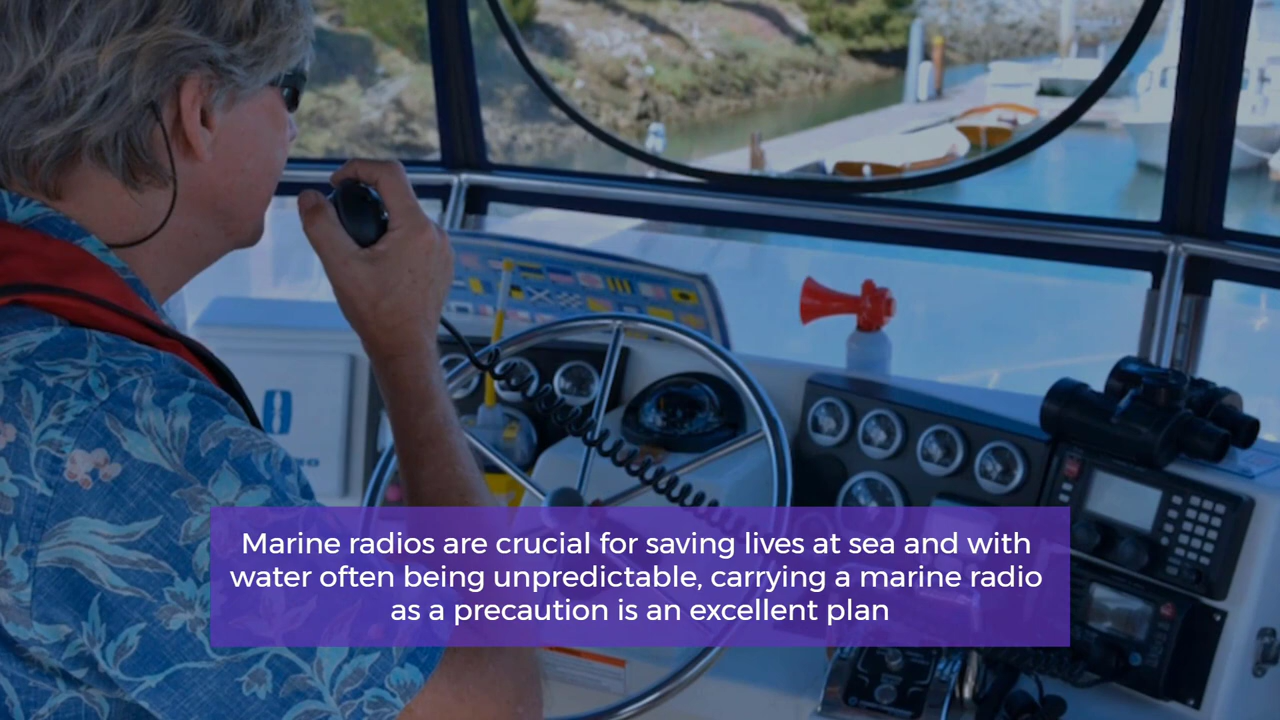 Marine radios are crucial for saving lives at sea and with
water often being unpredictable, carrying a marine radio
as a precaution is an excellent plan